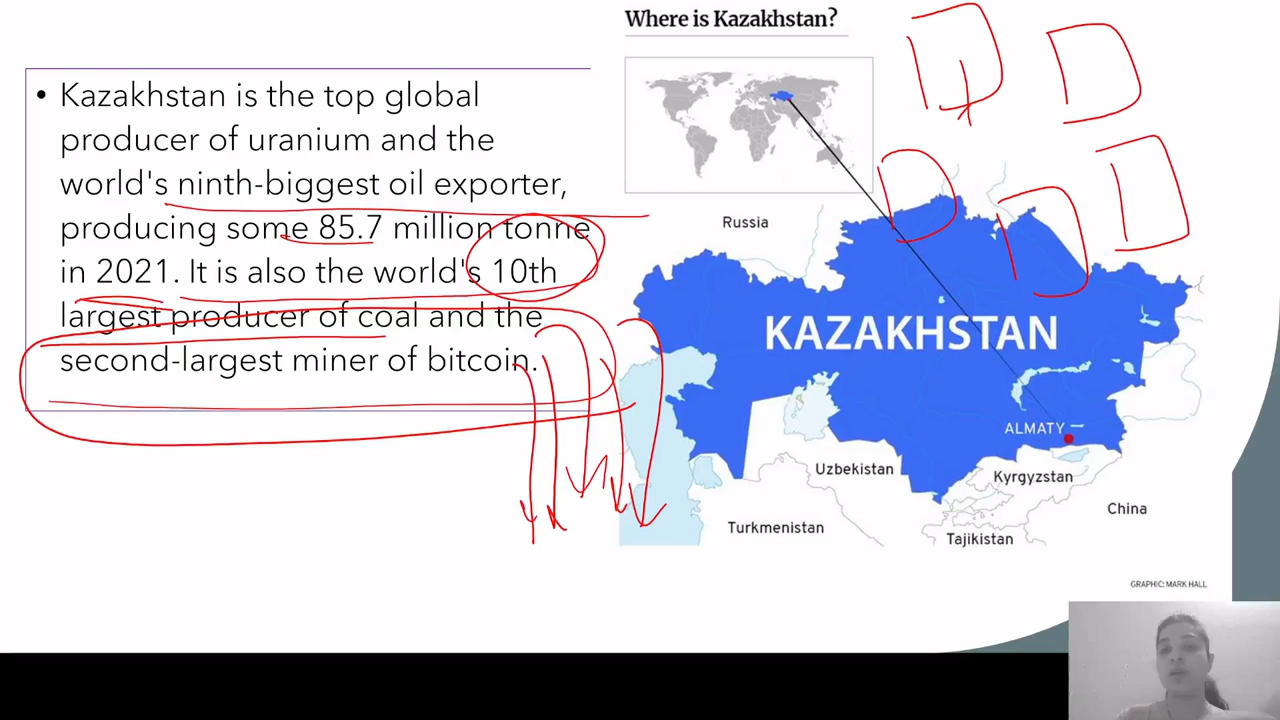 Where is Kazakhstan?
• Kazakhstan is the top global
producer of uranium and the
world's ninth-biggest oil exporter,
producing some 85.7 million tonne
in 2021. It is also the world's 10th
largest producer of coal and the
second-largest miner of bitcoin.
Russia
KAZAKHSTAN
ALMATY
Uzbekistan
Kyrgyzstan
China
Turkmenistan
Tajikistan
GRAPHIC: MARK HALL